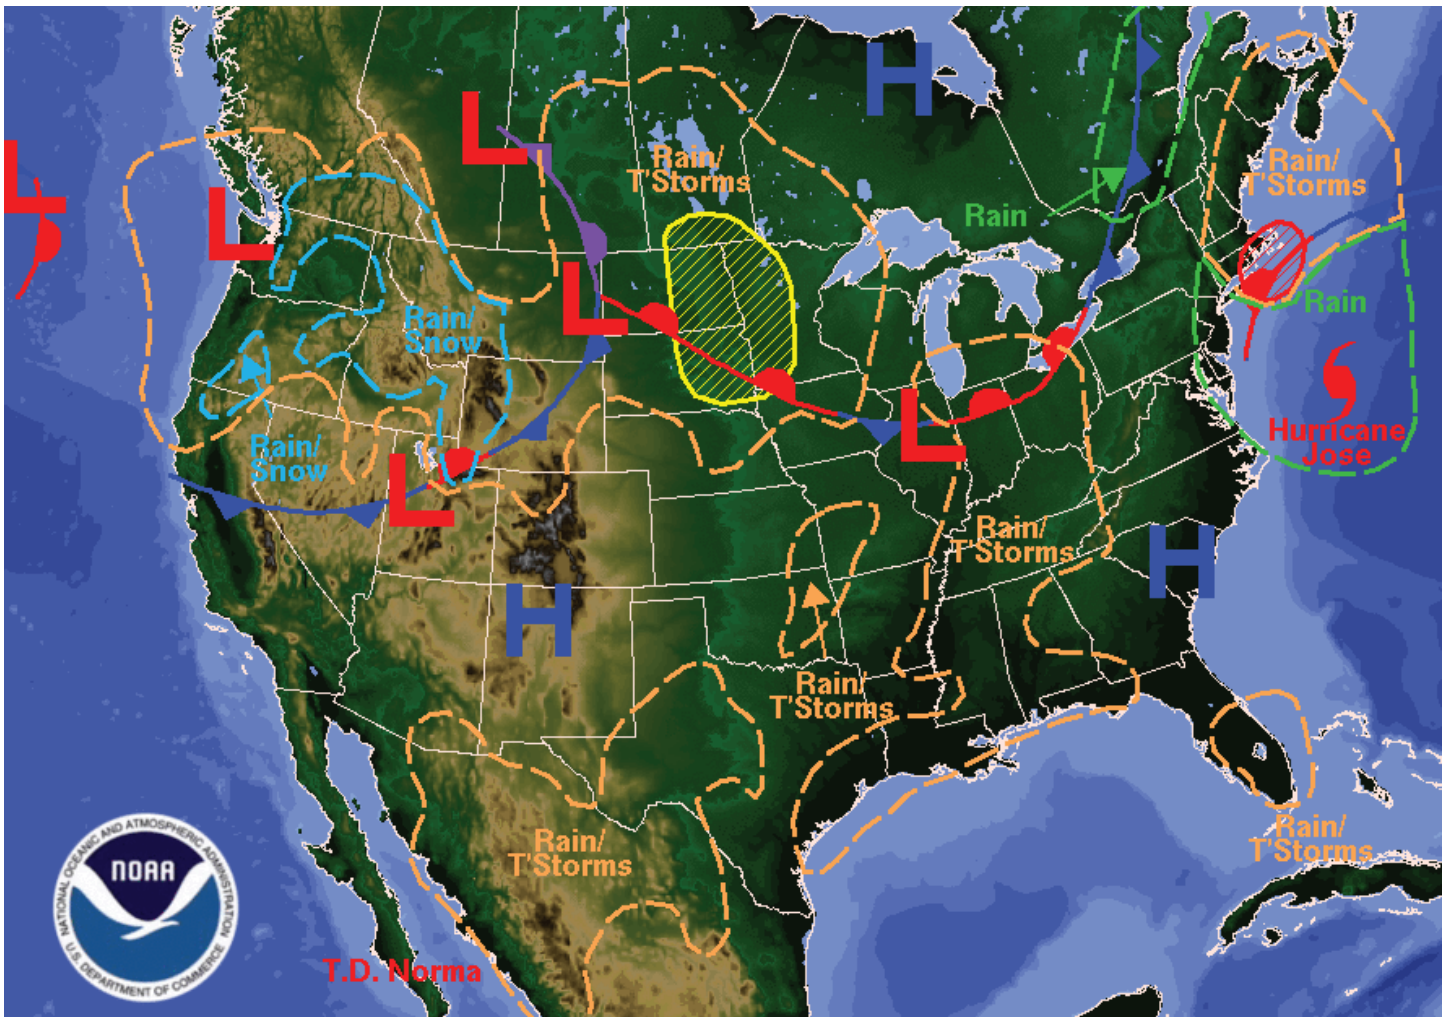 H
L
Rain/
T'Storms
Rain/
T'Storms
L
L
Rain
L
L
Rain
Rain/
Snow
Hurricane
Jose
L
Rain/
Snow
L
Rain/
T'Storms
H
H
Rain/
T'Storms
Rain/
T'Storms
Rain/
T'Storms
NATIONAL OCEANIC AND ATMOSPHERIC ADMINISTRATION
NOAA
U.S. DEPARTMENT OF COMMERCE
T.D. Norma